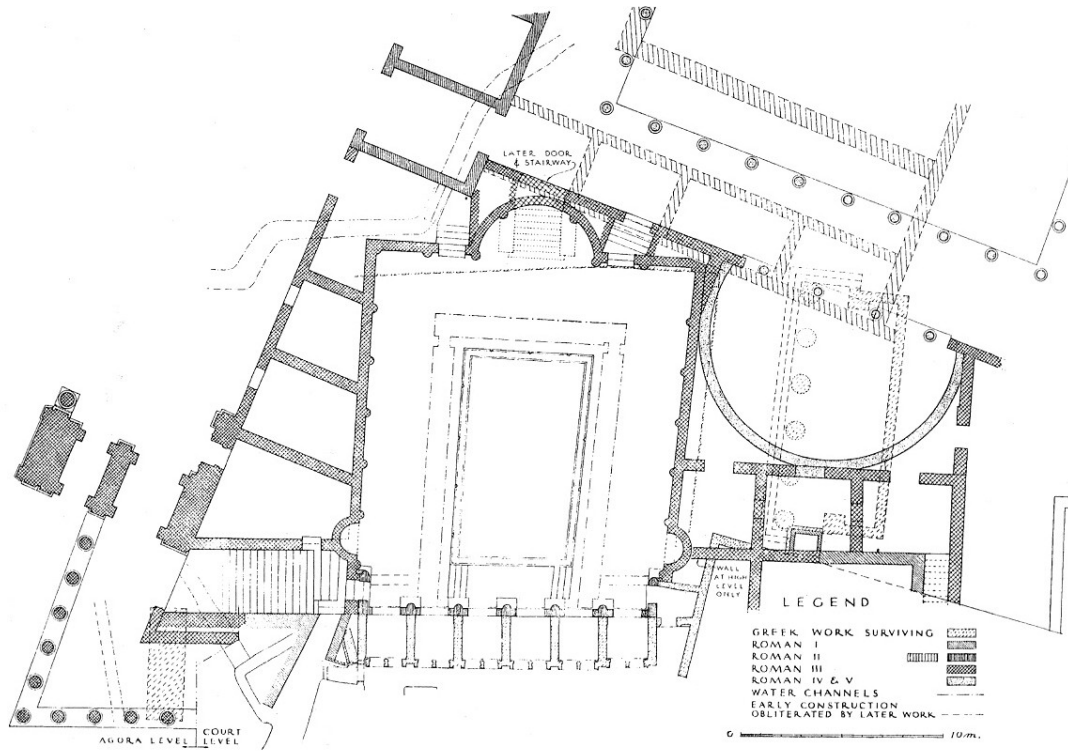 LATER DOOR
& STAIRWAY
WALL
AT HIGH
LEVEL
ONLY
LEGEND
GREEK WORK SURVIVING
ROMAN I
ROMAN II
ROMAN III
ROMAN IV & V
WATER CHANNELS
EARLY CONSTRUCTION
OBLITERATED BY LATER WORK
0 10 m.
AGORA LEVEL
COURT
LEVEL